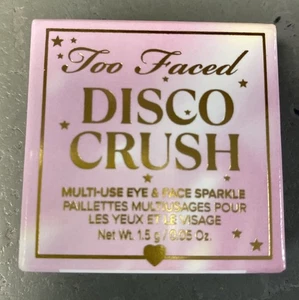 Too Faced
DISCO
CRUSH
MULTI-USE EYE & FACE SPARKLE
PAILLETTES MULTIUSAGES POUR
LES YEUX ET LE VISAGE
Net Wt. 1.5 g / 0.05 Oz.